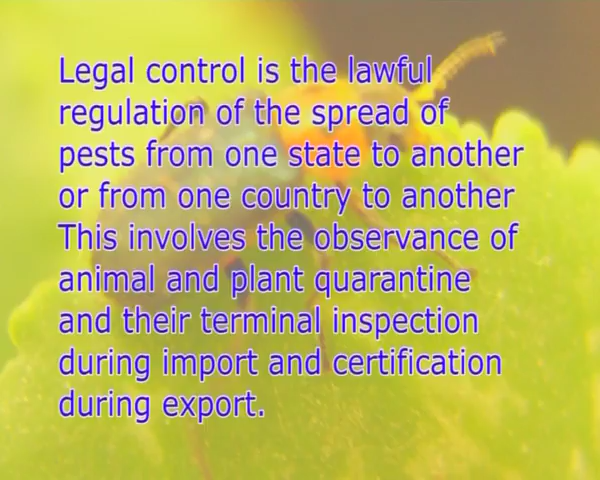 Legal control is the lawful
regulation of the spread of
pests from one state to another
or from one country to another
This involves the observance of
animal and plant quarantine
and their terminal inspection
during import and certification
during export.